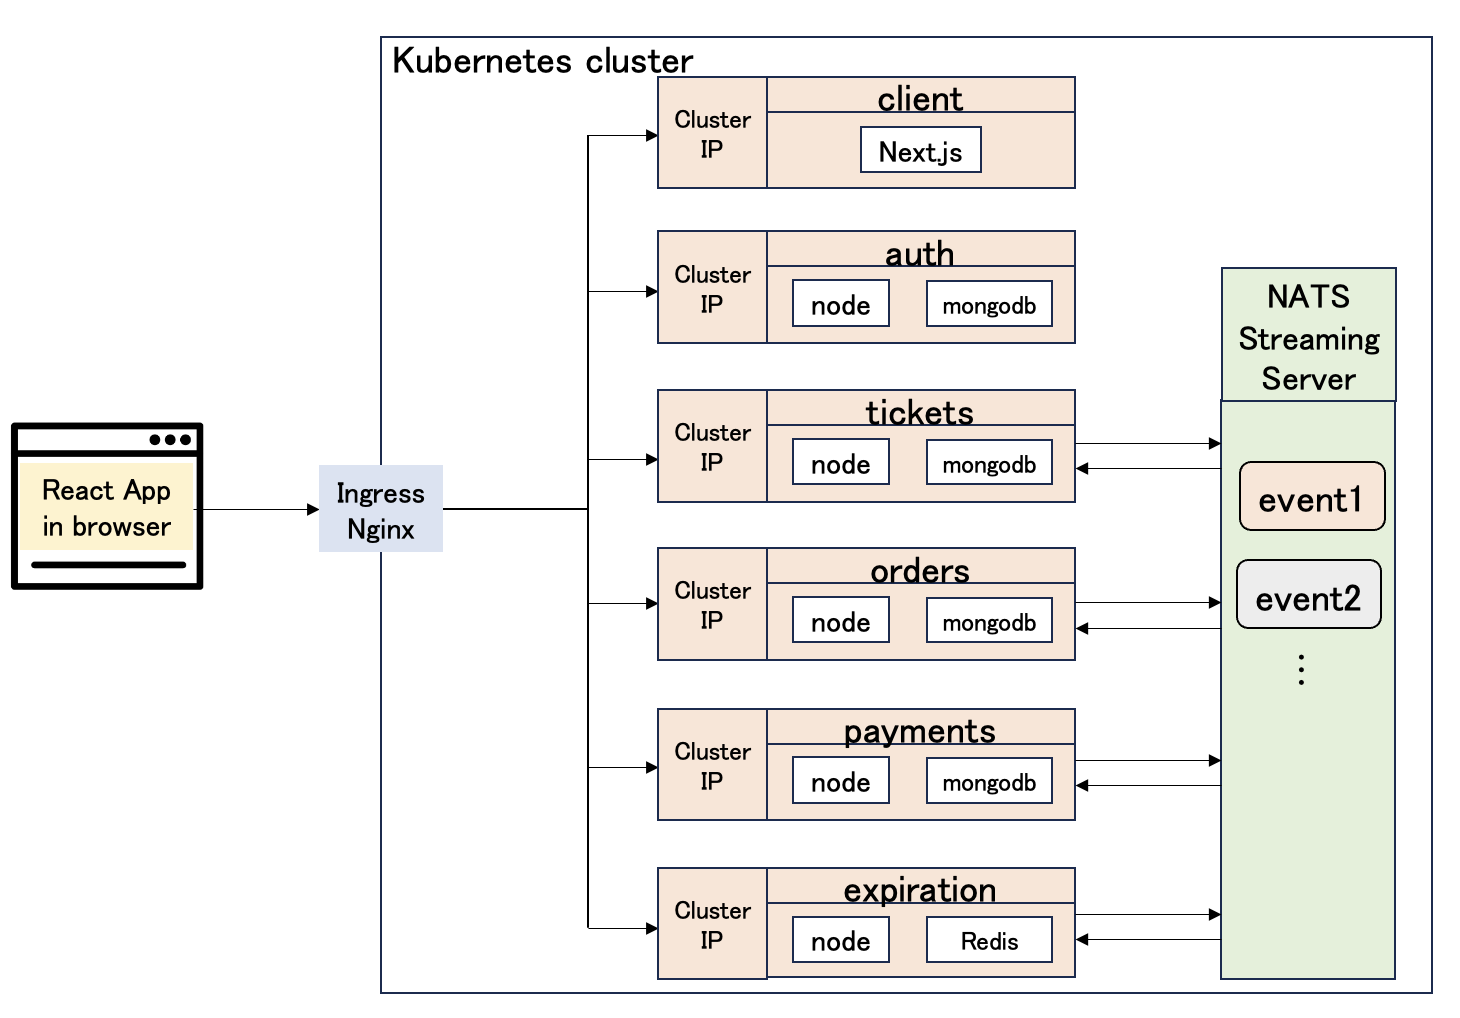 Kubernetes cluster
React App
in browser
Ingress
Nginx
Cluster
IP
client
Next.js
Cluster
IP
auth
node
mongodb
Cluster
IP
tickets
node
mongodb
Cluster
IP
orders
node
mongodb
Cluster
IP
payments
node
mongodb
Cluster
IP
expiration
node
Redis
NATS
Streaming
Server
event1
event2
⋮